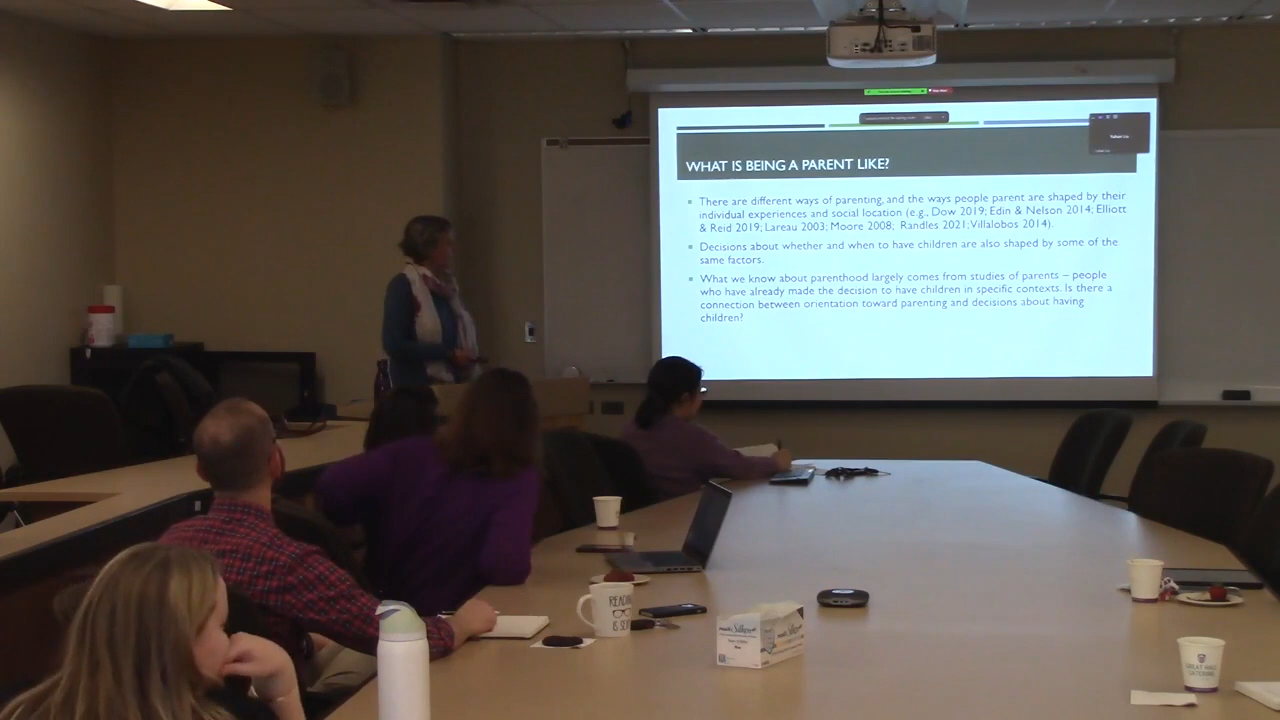 WHAT IS BEING A PARENT LIKE?
There are different ways of parenting, and the ways people parent are shaped by their
individual experiences and social location (e.g., Dow 2019; Edin & Nelson 2014; Elliott
& Reid 2019; Lareau 2003; Moore 2008; Randles 2021; Villalobos 2014).
Decisions about whether and when to have children are also shaped by some of the
same factors.
What we know about parenthood largely comes from studies of parents – people
who have already made the decision to have children in specific contexts. Is there a
connection between orientation toward parenting and decisions about having
children?
READING
IS
GREAT HALL
CATERING